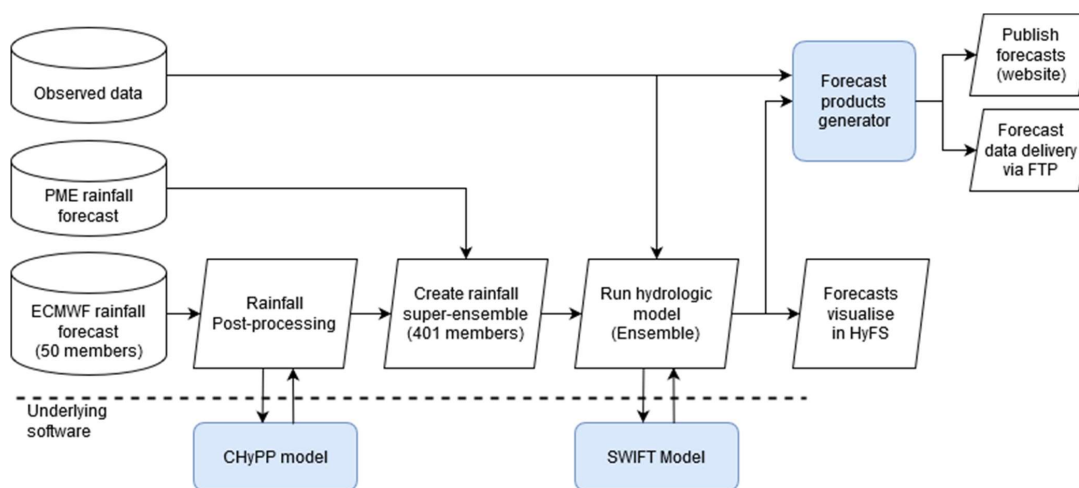 Observed data
PME rainfall
forecast
ECMWF rainfall
forecast
(50 members)
Rainfall
Post-processing
Create rainfall
super-ensemble
(401 members)
Run hydrologic
model
(Ensemble)
Forecasts
visualise
in HyFS
Forecast
products
generator
Publish
forecasts
(website)
Forecast
data delivery
via FTP
Underlying
software
CHyPP model
SWIFT Model